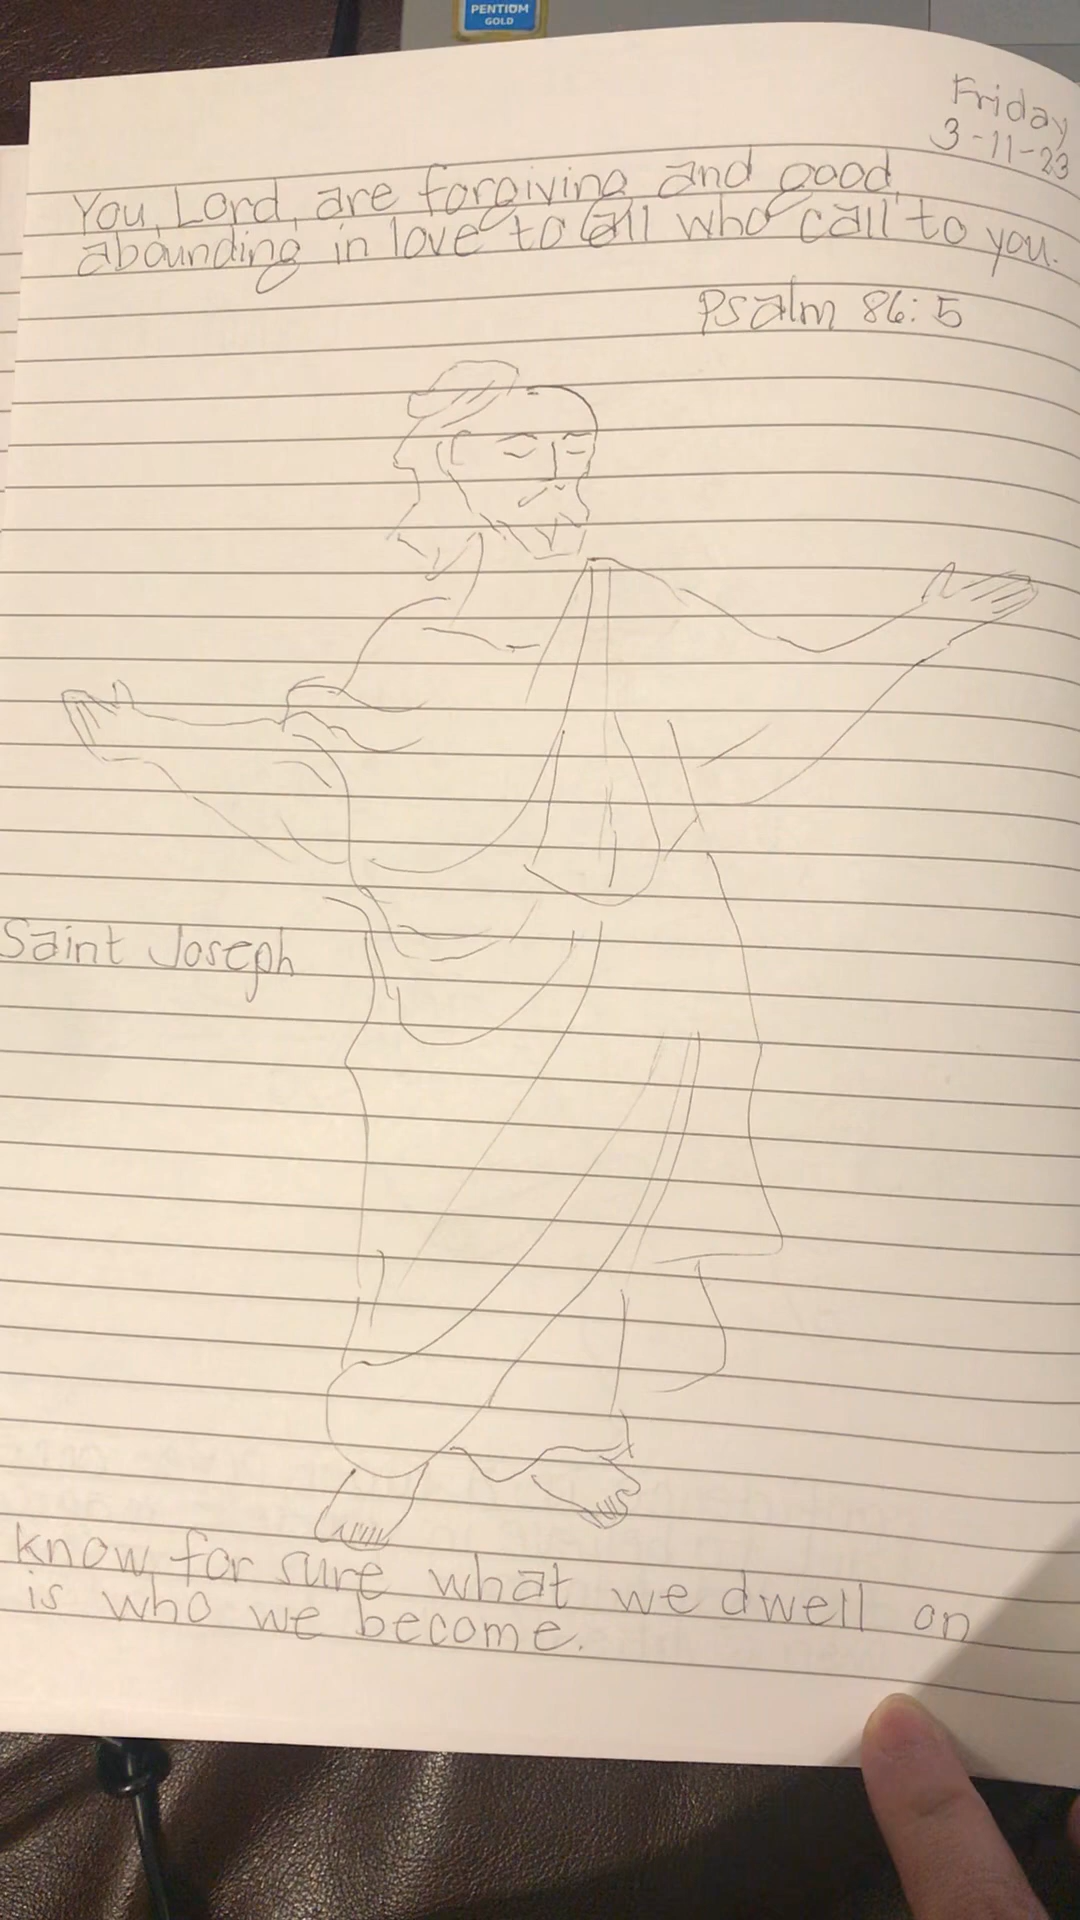 PENTIUM
GOLD
Friday
3-11-23
You, Lord, are forgiving and good,
abounding in love to all who call to you.
Psalm 86:5
Saint Joseph
know for sure what we dwell on
is who we become.